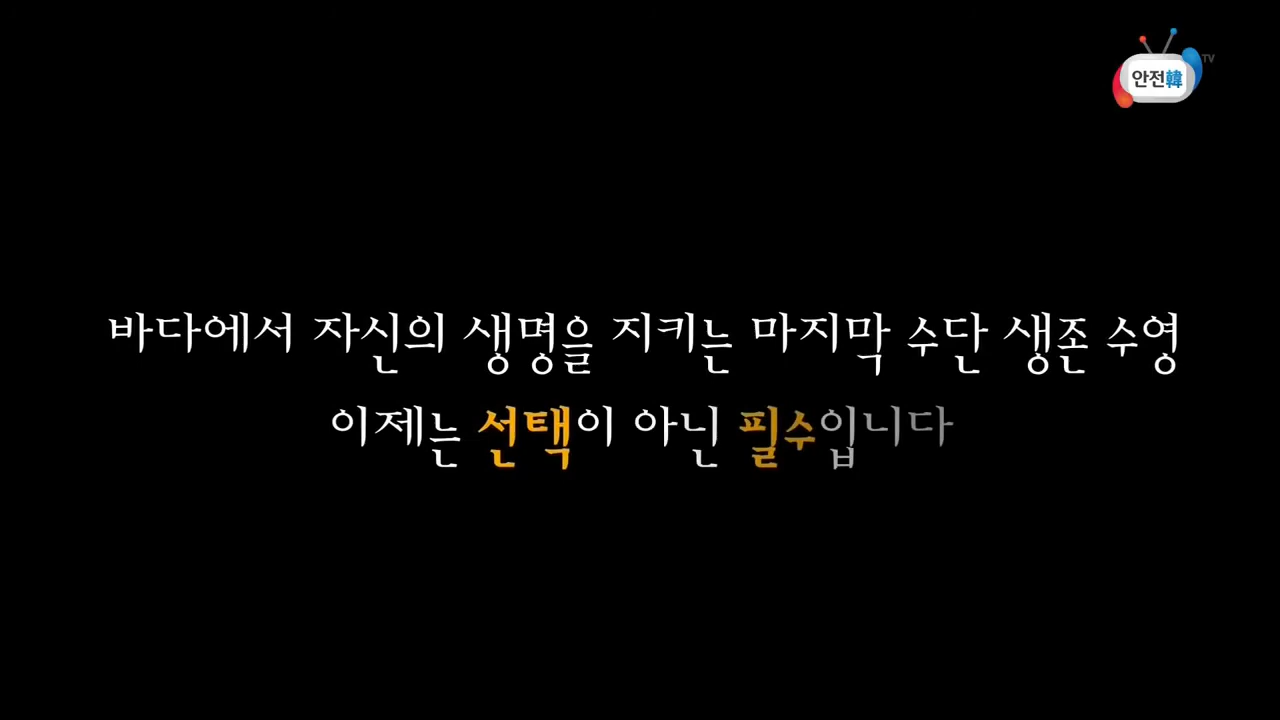 안전韓
TV
바다에서 자신의 생명을 지키는 마지막 수단 생존 수영
이제는 선택이 아닌 필수입니다